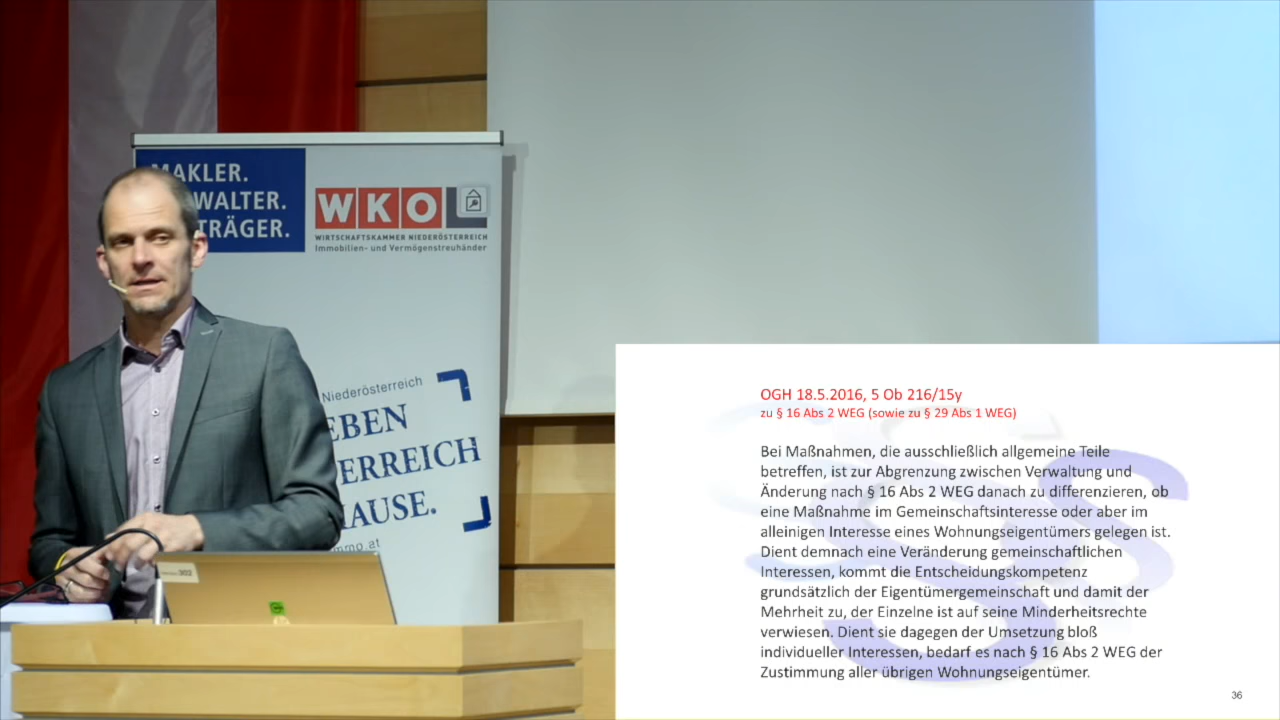 MAKLER.
WALTER.
TRÄGER.
WKO
WIRTSCHAFTSKAMMER NIEDERÖSTERREICH
Immobilien- und Vermögenstreuhänder
Niederösterreich
EBEN
ERREICH
HAUSE.
mmo.at
OGH 18.5.2016, 5 Ob 216/15y
zu § 16 Abs 2 WEG (sowie zu § 29 Abs 1 WEG)
Bei Maßnahmen, die ausschließlich allgemeine Teile
betreffen, ist zur Abgrenzung zwischen Verwaltung und
Änderung nach § 16 Abs 2 WEG danach zu differenzieren, ob
eine Maßnahme im Gemeinschaftsinteresse oder aber im
alleinigen Interesse eines Wohnungseigentümers gelegen ist.
Dient demnach eine Veränderung gemeinschaftlichen
Interessen, kommt die Entscheidungskompetenz
grundsätzlich der Eigentümergemeinschaft und damit der
Mehrheit zu, der Einzelne ist auf seine Minderheitsrechte
verwiesen. Dient sie dagegen der Umsetzung bloß
individueller Interessen, bedarf es nach § 16 Abs 2 WEG der
Zustimmung aller übrigen Wohnungseigentümer.
36